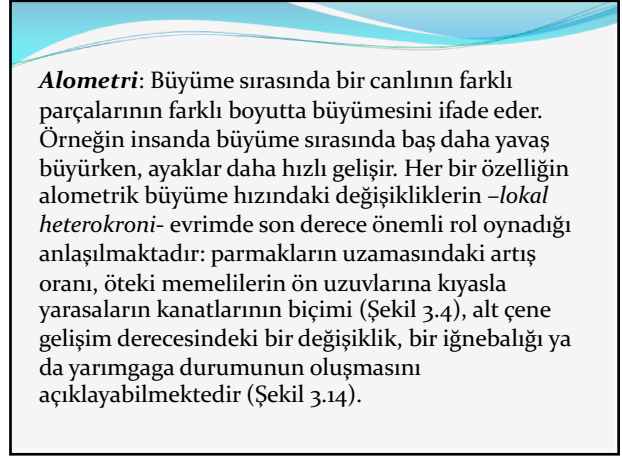 Alometri: Büyüme sırasında bir canlının farklı
parçalarının farklı boyutta büyümesini ifade eder.
Örneğin insanda büyüme sırasında baş daha yavaş
büyürken, ayaklar daha hızlı gelişir. Her bir özelliğin
alometrik büyüme hızındaki değişikliklerin –lokal
heterokroni- evrimde son derece önemli rol oynadığı
anlaşılmaktadır: parmakların uzamasındaki artış
oranı, öteki memelilerin ön uzuvlarına kıyasla
yarasaların kanatlarının biçimi (Şekil 3.4), alt çene
gelişim derecesindeki bir değişiklik, bir iğnebalığı ya
da yarımgaga durumunun oluşmasını
açıklayabilmektedir (Şekil 3.14).